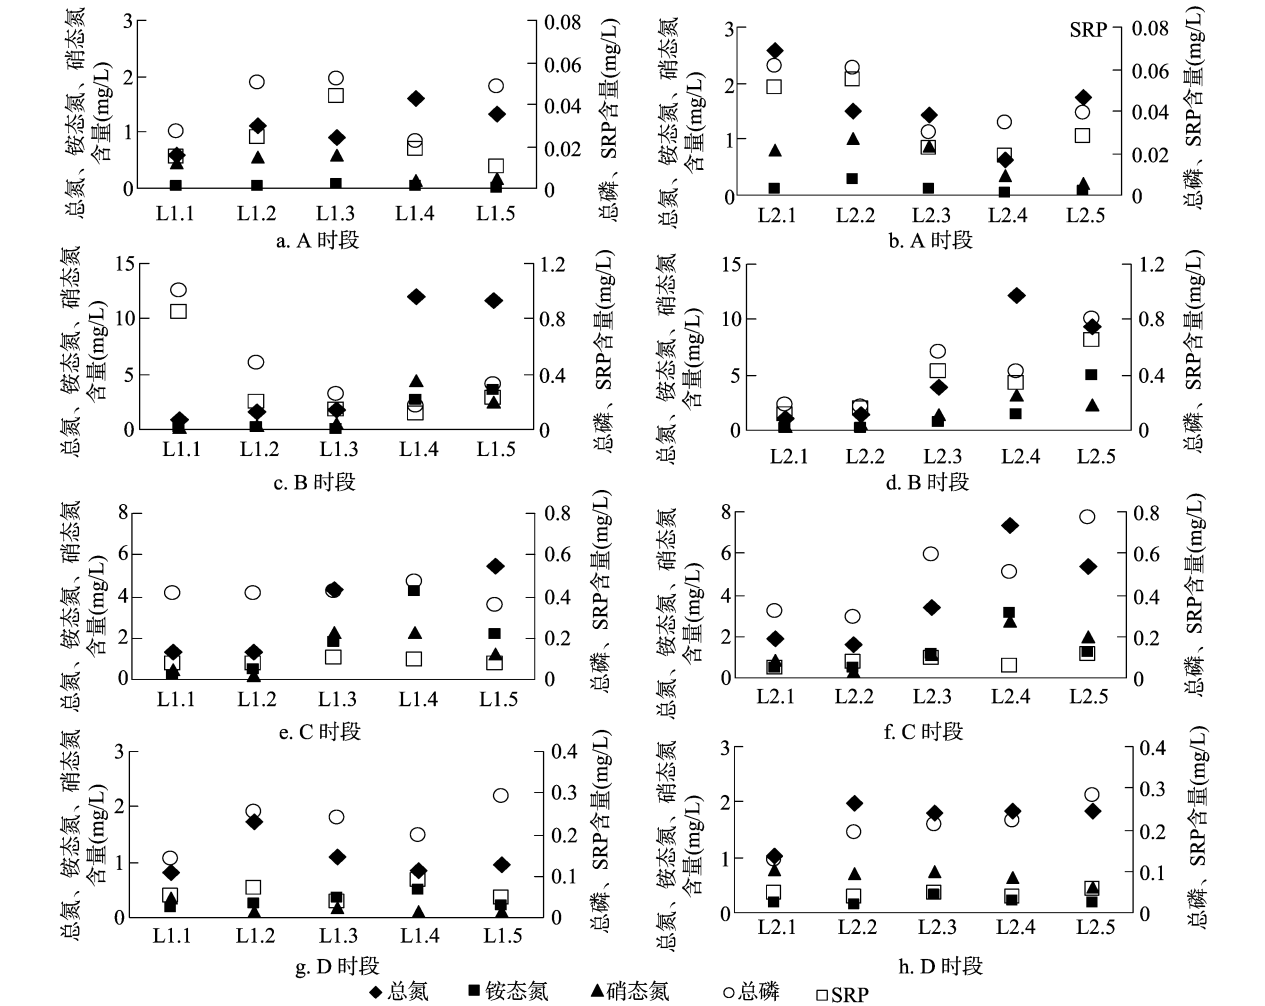 总氮、铵态氮、硝态氮
含量(mg/L)
3
2
1
0
0.08
0.06
0.04
0.02
0
总磷、SRP含量(mg/L)
L1.1 L1.2 L1.3 L1.4 L1.5
a. A 时段
总氮、铵态氮、硝态氮
含量(mg/L)
3
2
1
0
SRP
0.08
0.06
0.04
0.02
0
总磷、SRP含量(mg/L)
L2.1 L2.2 L2.3 L2.4 L2.5
b. A 时段
总氮、铵态氮、硝态氮
含量(mg/L)
15
10
5
0
1.2
0.8
0.4
0
总磷、SRP含量(mg/L)
L1.1 L1.2 L1.3 L1.4 L1.5
c. B 时段
总氮、铵态氮、硝态氮
含量(mg/L)
15
10
5
0
1.2
0.8
0.4
0
总磷、SRP含量(mg/L)
L2.1 L2.2 L2.3 L2.4 L2.5
d. B 时段
总氮、铵态氮、硝态氮
含量(mg/L)
8
6
4
2
0
0.8
0.6
0.4
0.2
0
总磷、SRP含量(mg/L)
L1.1 L1.2 L1.3 L1.4 L1.5
e. C 时段
总氮、铵态氮、硝态氮
含量(mg/L)
8
6
4
2
0
0.8
0.6
0.4
0.2
0
总磷、SRP含量(mg/L)
L2.1 L2.2 L2.3 L2.4 L2.5
f. C 时段
总氮、铵态氮、硝态氮
含量(mg/L)
3
2
1
0
0.4
0.3
0.2
0.1
0
总磷、SRP含量(mg/L)
L1.1 L1.2 L1.3 L1.4 L1.5
g. D 时段
总氮、铵态氮、硝态氮
含量(mg/L)
3
2
1
0
0.4
0.3
0.2
0.1
0
总磷、SRP含量(mg/L)
L2.1 L2.2 L2.3 L2.4 L2.5
h. D 时段
总氮 铵态氮 硝态氮 总磷 SRP